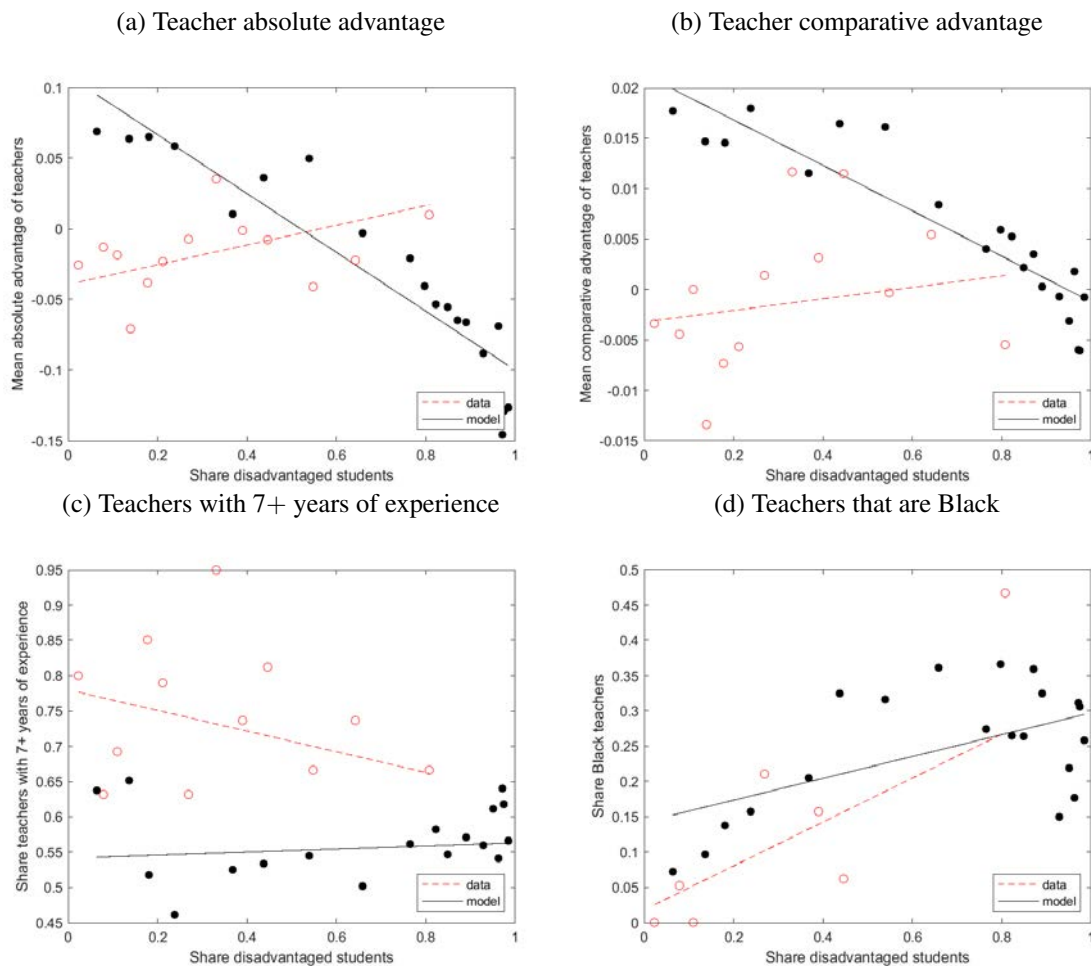 (a) Teacher absolute advantage
(b) Teacher comparative advantage
0.1
0.05
0
-0.05
-0.1
-0.15
Mean absolute advantage of teachers
0 0.2 0.4 0.6 0.8 1
Share disadvantaged students
data
model
0.02
0.015
0.01
0.005
0
-0.005
-0.01
-0.015
Mean comparative advantage of teachers
0 0.2 0.4 0.6 0.8 1
Share disadvantaged students
data
model
(c) Teachers with 7+ years of experience
(d) Teachers that are Black
0.95
0.9
0.85
0.8
0.75
0.7
0.65
0.6
0.55
0.5
0.45
Share teachers with 7+ years of experience
0 0.2 0.4 0.6 0.8 1
Share disadvantaged students
data
model
0.5
0.45
0.4
0.35
0.3
0.25
0.2
0.15
0.1
0.05
0
Share Black teachers
0 0.2 0.4 0.6 0.8 1
Share disadvantaged students
data
model